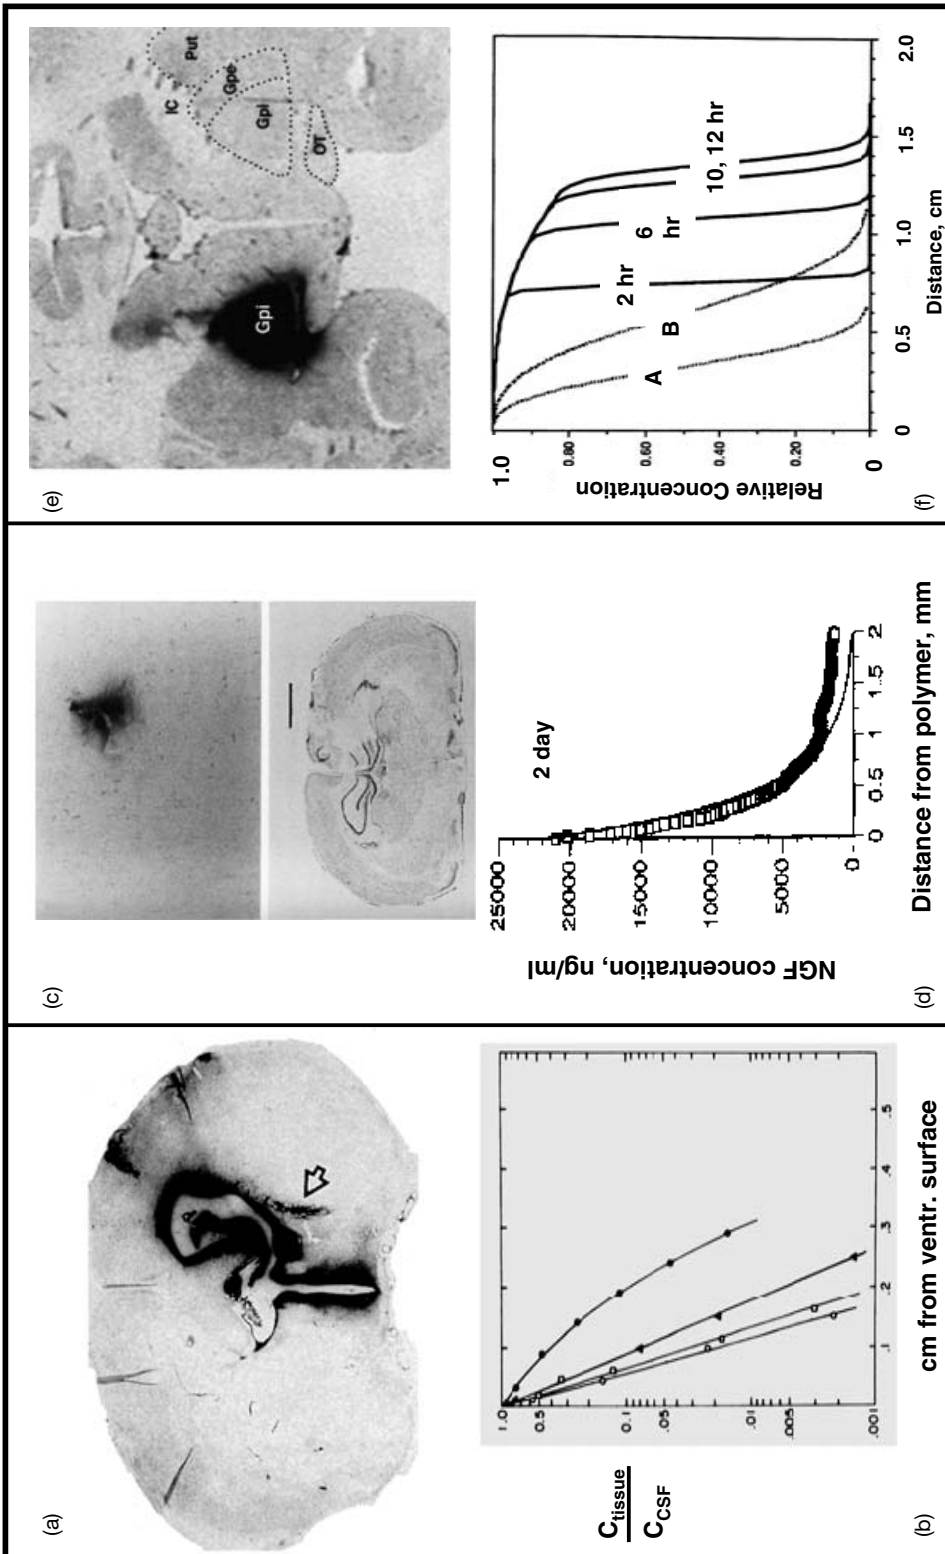 (a)
(b)
C_tissue
C_CSF
1.0
0.5
0.1
.05
.01
.005
.001
.1
.2
.3
.4
.5
cm from ventr. surface
(c)
(d)
NGF concentration, ng/ml
25000
20000
15000
10000
5000
0
2 day
0
0.5
1
1.5
2
Distance from polymer, mm
(e)
Gpi
Put
IC
Gpe
Gpi
OT
(f)
Relative Concentration
1.0
0.80
0.60
0.40
0.20
0
A
B
2 hr
6
hr
10, 12 hr
0
0.5
1.0
1.5
2.0
Distance, cm